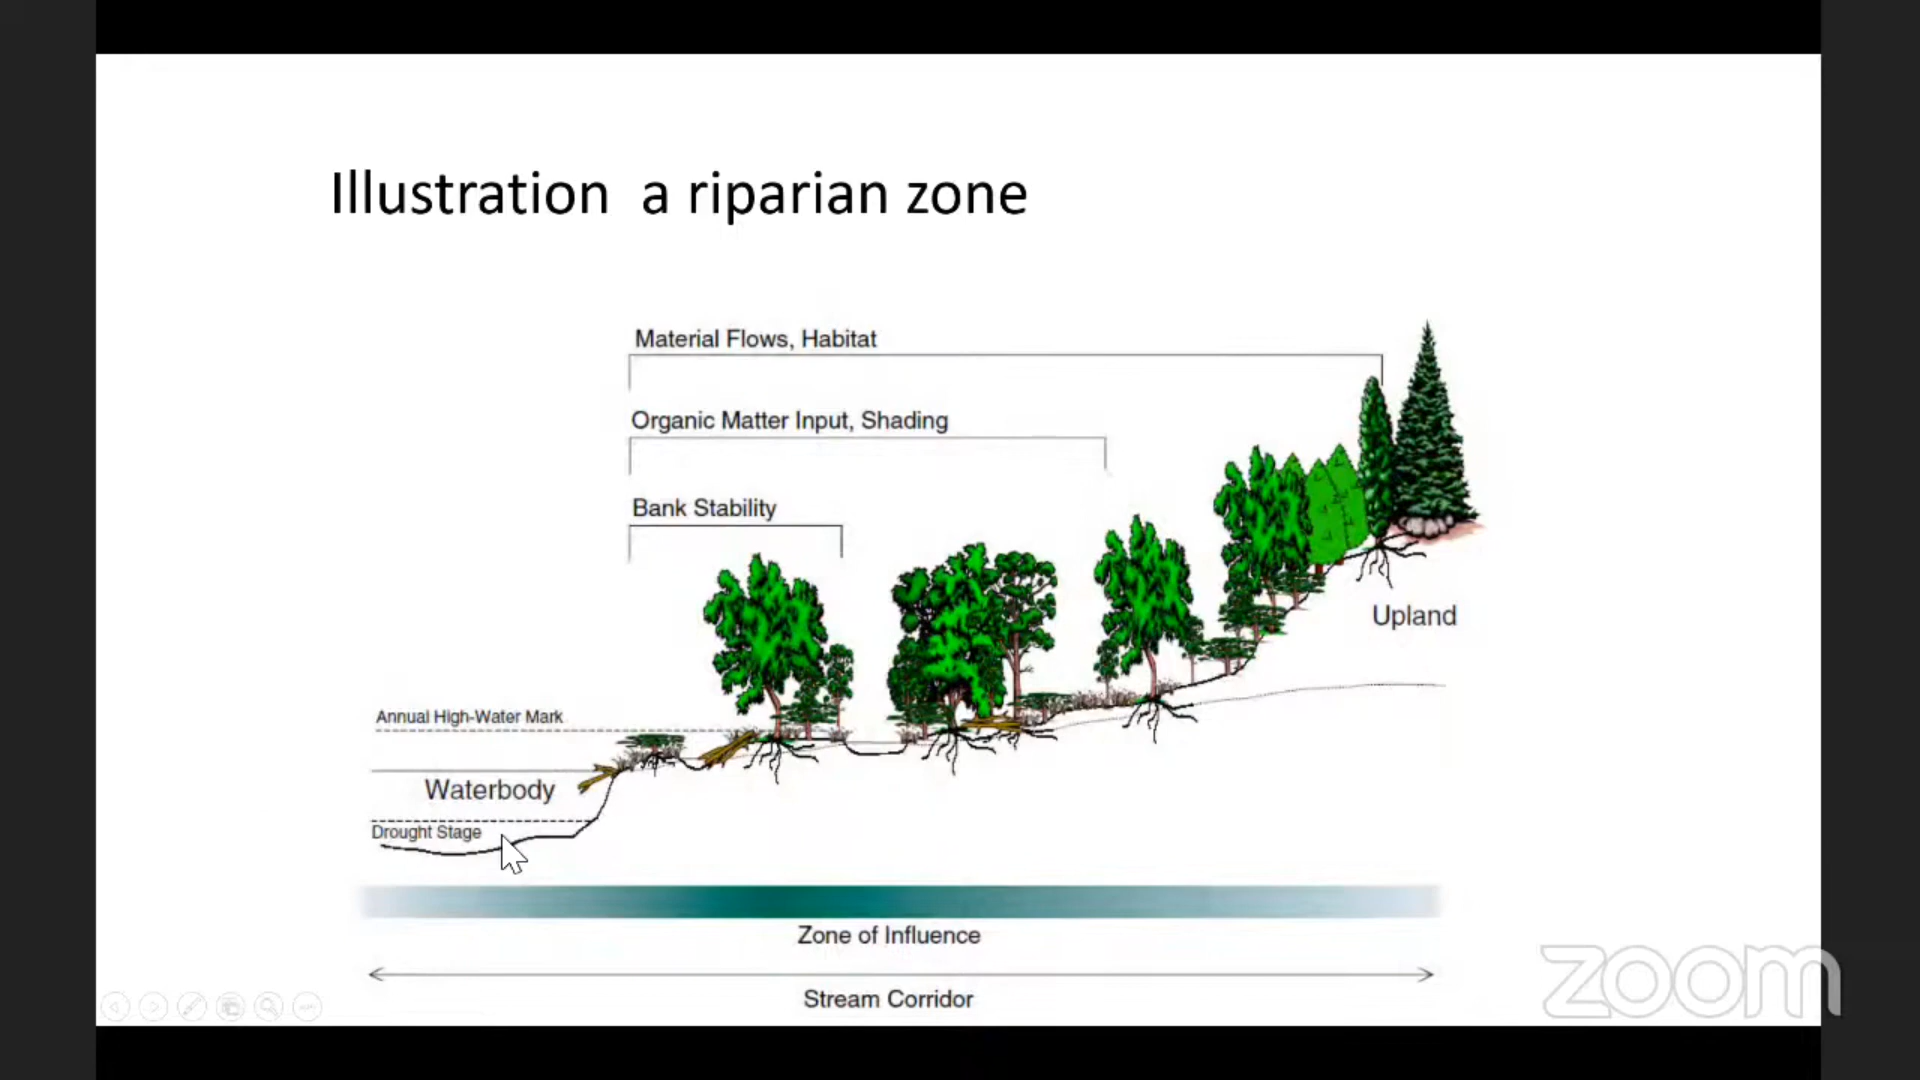 Illustration  a riparian zone
Material Flows, Habitat
Organic Matter Input, Shading
Bank Stability
Upland
Annual High-Water Mark
Waterbody
Drought Stage
Zone of Influence
Stream Corridor
zoom